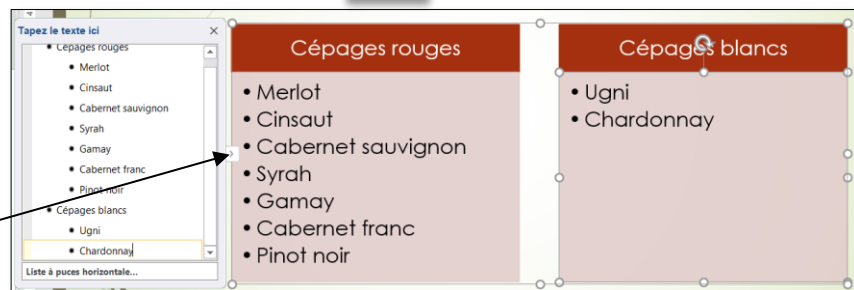 Tapez le texte ici
Cépages rouges
• Merlot
• Cinsaut
• Cabernet sauvignon
• Syrah
• Gamay
• Cabernet franc
• Pinot noir
• Cépages blancs
• Ugni
• Chardonnay
Liste à puces horizontale...
Cépages rouges
• Merlot
• Cinsaut
• Cabernet sauvignon
• Syrah
• Gamay
• Cabernet franc
• Pinot noir
Cépages blancs
• Ugni
• Chardonnay